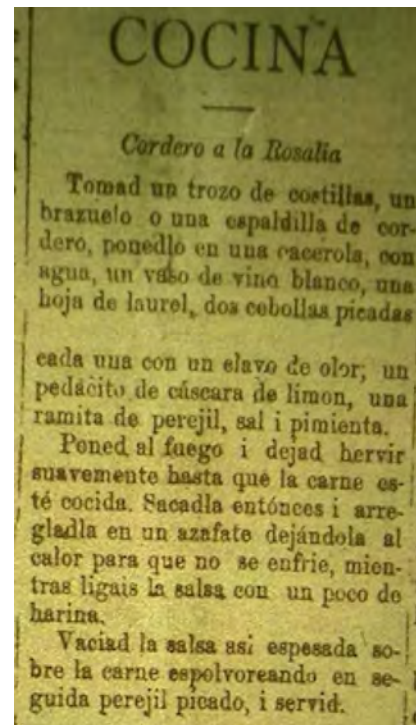 COCINA
Cordero a la Rosalia
Tomad un trozo de costillas, un
brazuelo o una espaldilla de cor-
dero, ponedlo en una cacerola, con
agua, un vaso de vino blanco, una
hoja de laurel, dos cebollas picadas
cada una con un clavo de olor; un
pedacito de cáscara de limon, una
ramita de perejil, sal i pimienta.
Poned al fuego i dejad hervir
suavemente hasta que la carne es-
té cocida. Sacadla entónces i arre-
gladla en un azafate dejándola al
calor para que no se enfrie, mien-
tras ligais la salsa con un poco de
harina.
Vaciad la salsa asi espesada so-
bre la carne espolvoreando en se-
guida perejil picado, i servid.